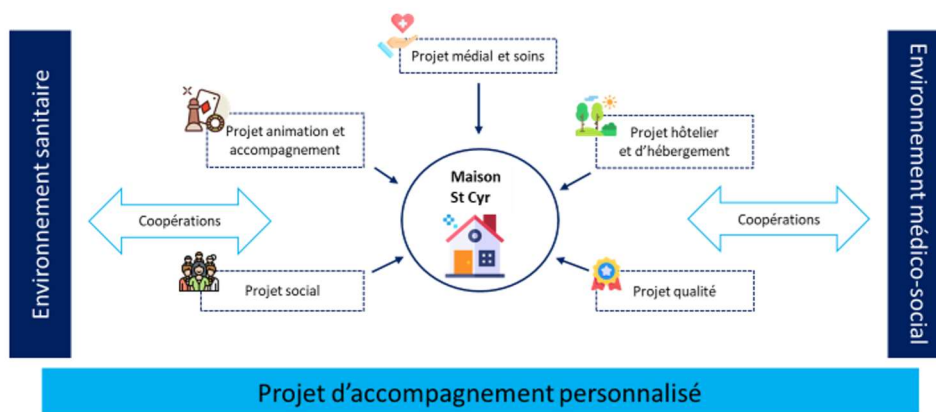 Environnement sanitaire
Projet médial et soins
Projet animation et
accompagnement
Projet hôtelier
et d'hébergement
Maison
St Cyr
Coopérations
Coopérations
Projet social
Projet qualité
Environnement médico-social
Projet d'accompagnement personnalisé